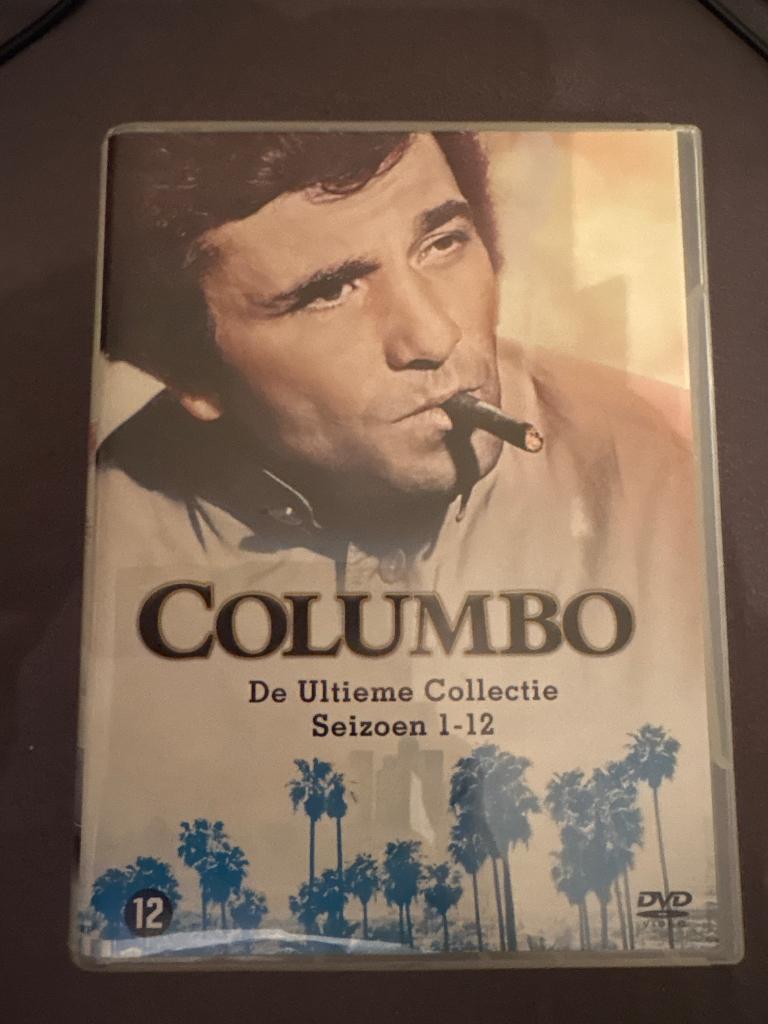 COLUMBO
De Ultieme Collectie
Seizoen 1-12
12
DVD
VIDEO